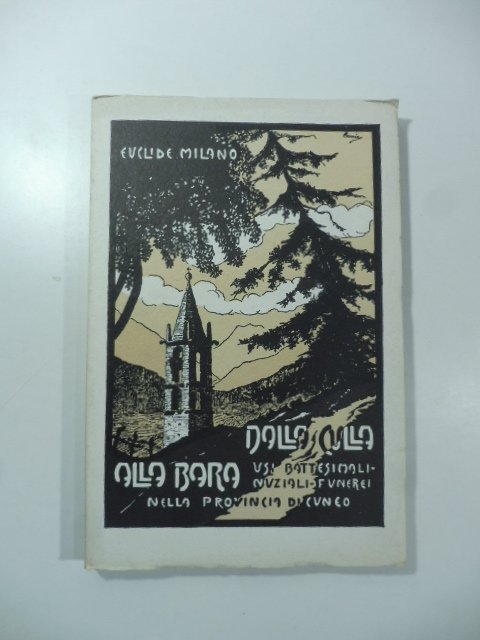 EUCLIDE MILANO
DALLA CULLA
ALLA BARA
USI BATTESIMALI-
NUZIALI-FUNEREI
NELLA PROVINCIA DI CUNEO